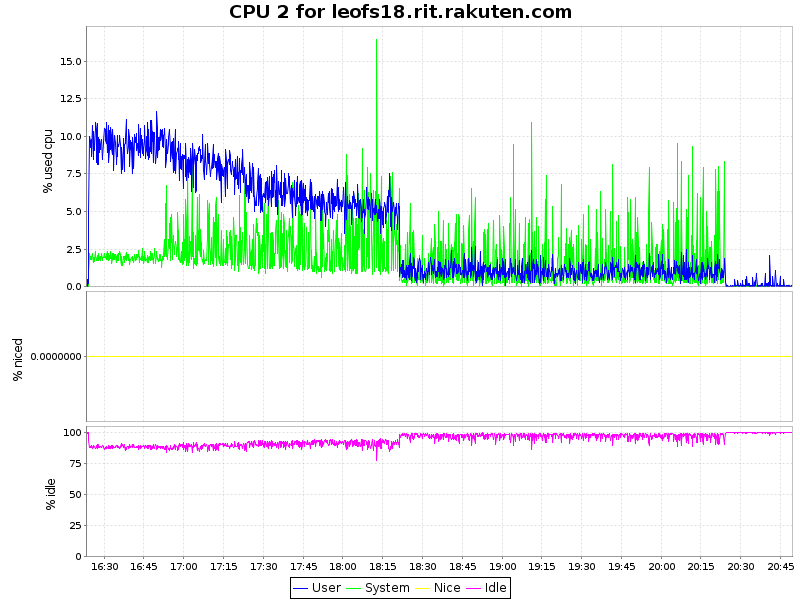 CPU 2 for leofs18.rit.rakuten.com
% used cpu
15.0
12.5
10.0
7.5
5.0
2.5
0.0
% niced
0.0000000
% idle
100
75
50
25
0
16:30 16:45 17:00 17:15 17:30 17:45 18:00 18:15 18:30 18:45 19:00 19:15 19:30 19:45 20:00 20:15 20:30 20:45
User System Nice Idle